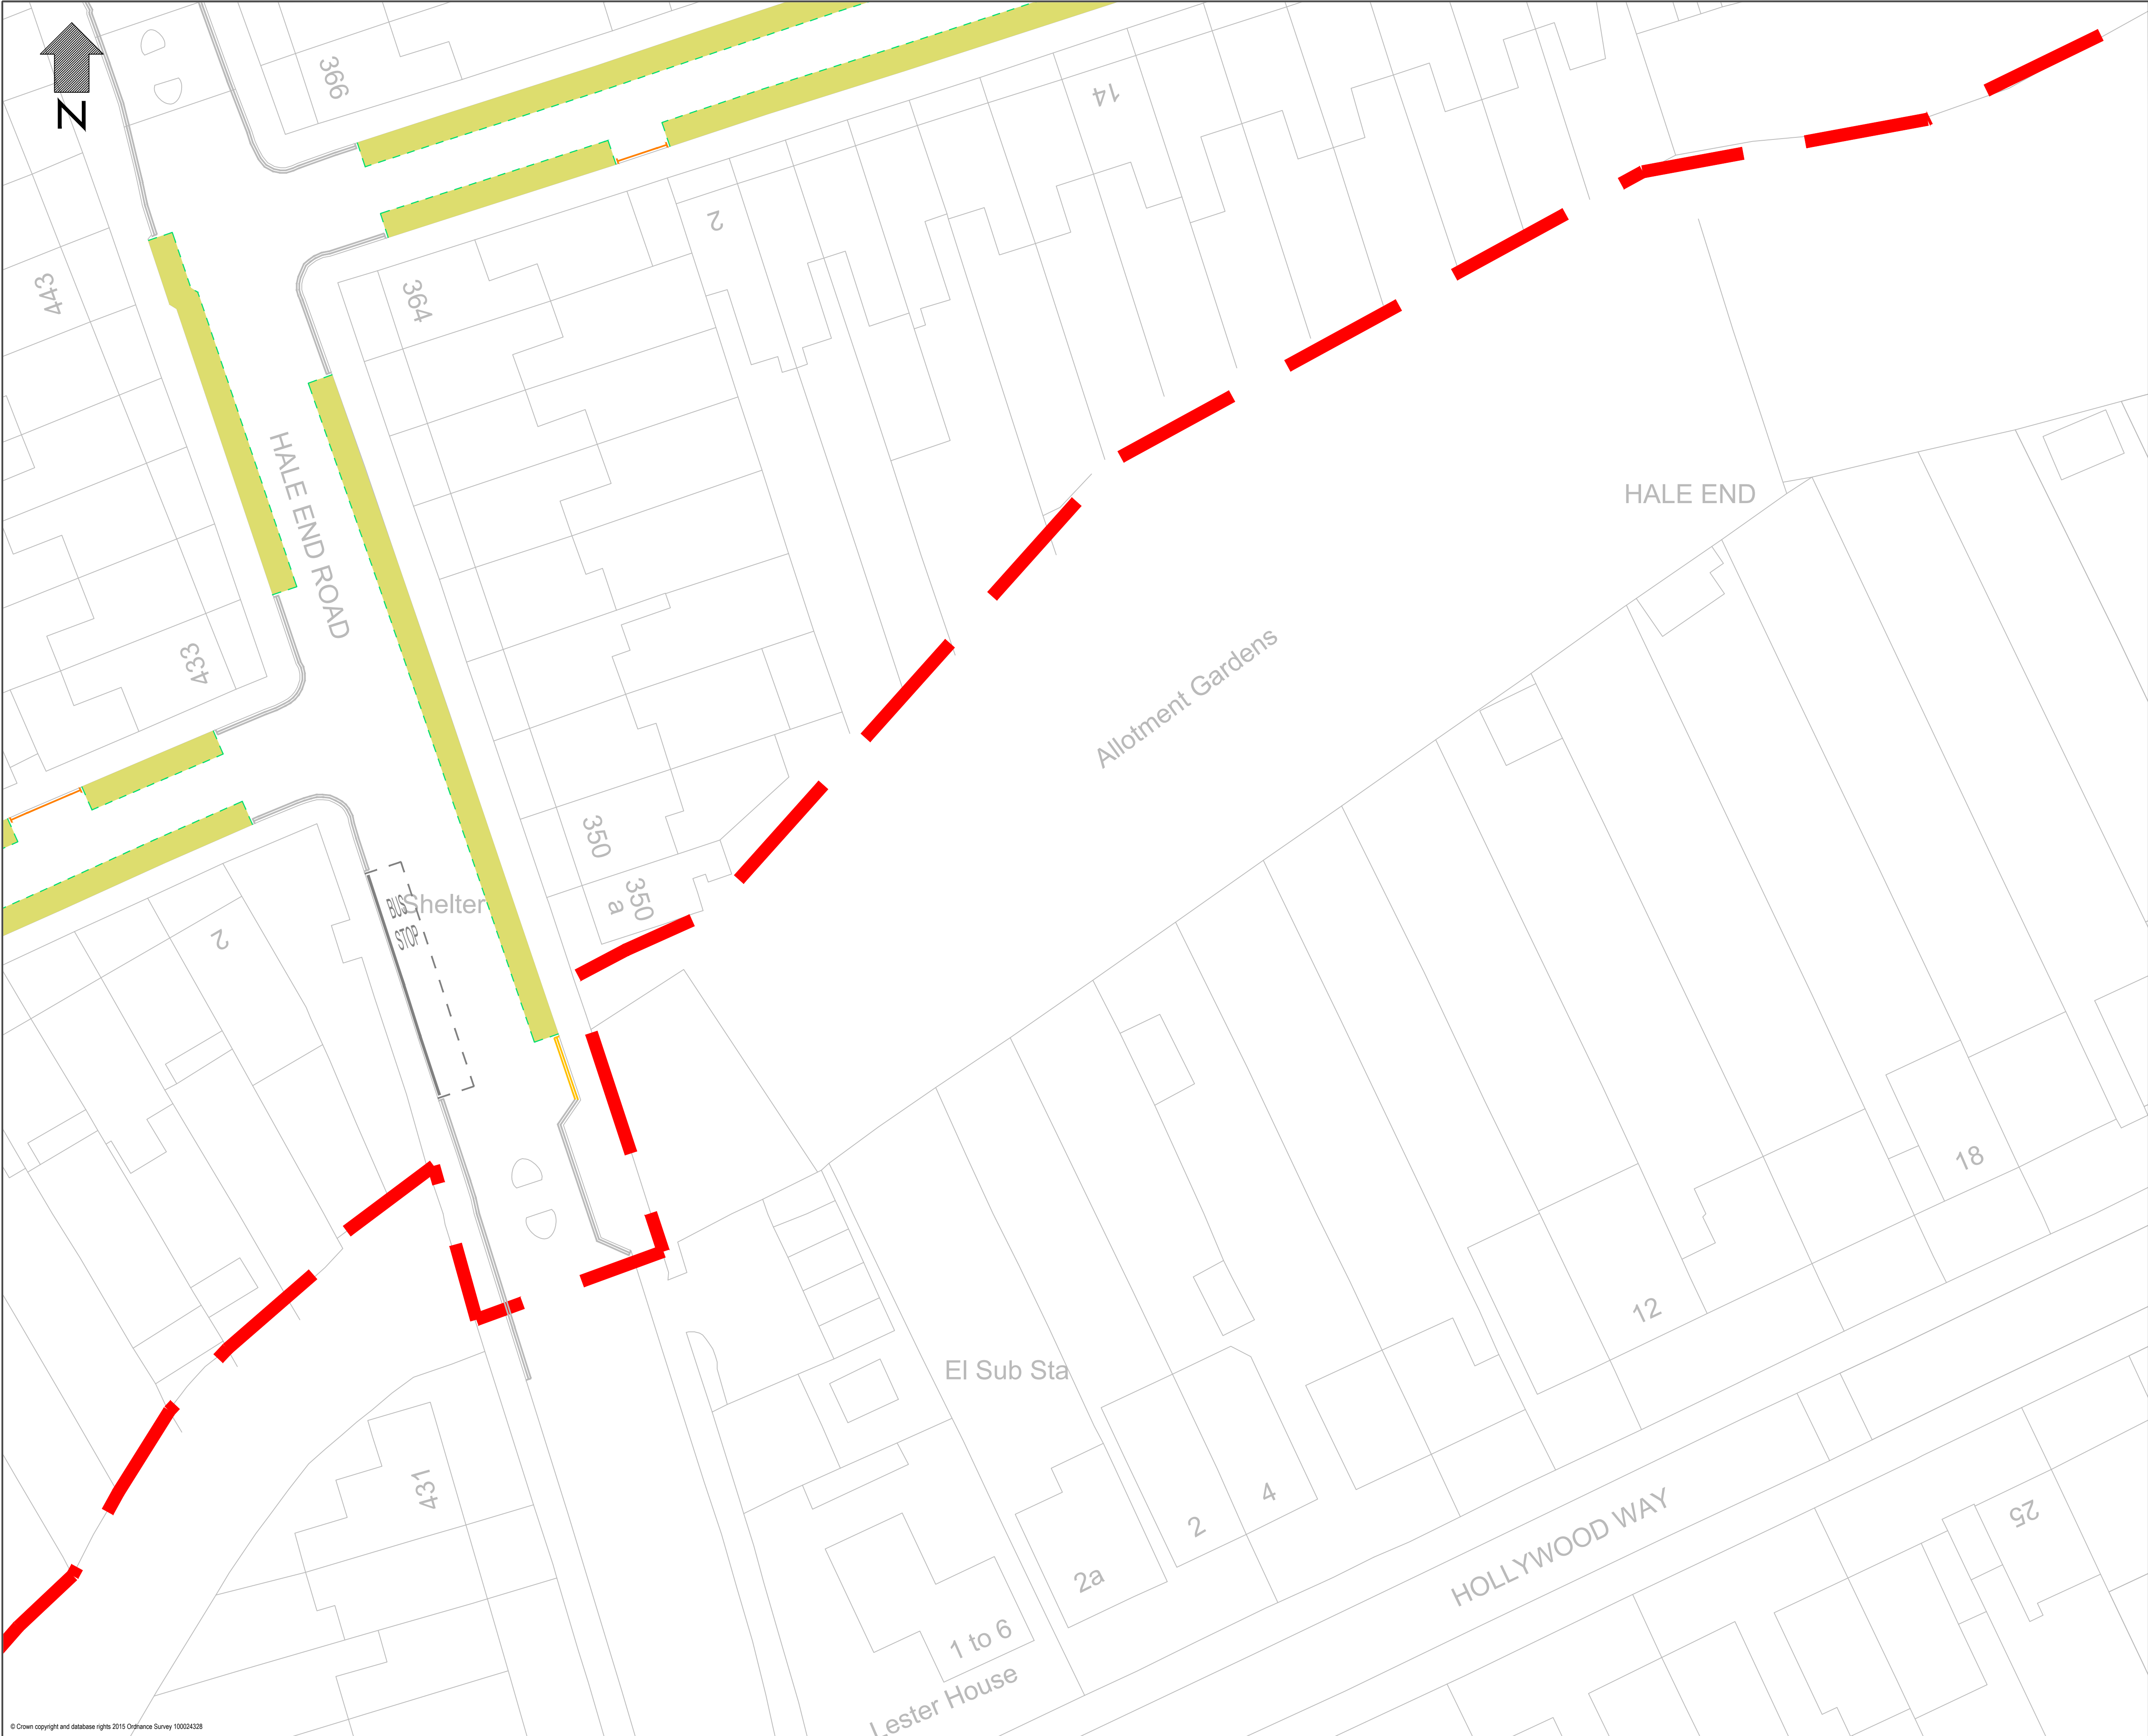 N
366
14
2
443
364
HALE END ROAD
HALE END
433
Allotment Gardens
350
350
a
BUS
STOP
Shelter
2
18
12
El Sub Sta
431
4
2
25
HOLLYWOOD WAY
2a
1 to 6
Lester House
© Crown copyright and database rights 2015 Ordnance Survey 100024328